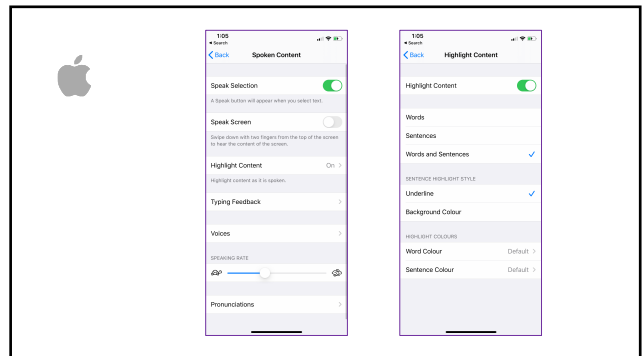 1:05
Search
Back Spoken Content
Speak Selection
A Speak button will appear when you select text.
Speak Screen
Swipe down with two fingers from the top of the screen
to hear the content of the screen.
Highlight Content On
Highlight content as it is spoken.
Typing Feedback
Voices
SPEAKING RATE
Pronunciations
1:05
Search
Back Highlight Content
Highlight Content
Words
Sentences
Words and Sentences
SENTENCE HIGHLIGHT STYLE
Underline
Background Colour
HIGHLIGHT COLOURS
Word Colour Default
Sentence Colour Default